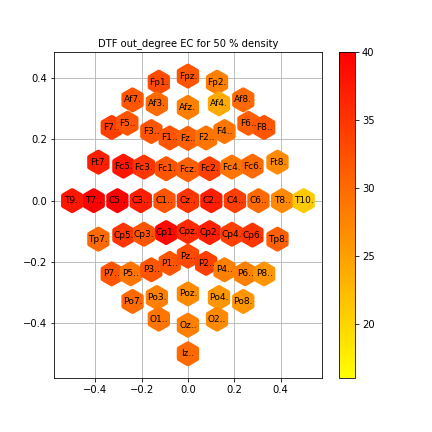 DTF out_degree EC for 50 % density
Fp1. Fpz Fp2.
Af7. Af3. Afz. Af4. Af8.
F7.. F5.. F3.. F1.. Fz.. F2.. F4.. F6.. F8..
Ft7. Fc5. Fc3. Fc1. Fcz. Fc2. Fc4. Fc6. Ft8.
T9.. T7.. C5.. C3.. C1.. Cz.. C2.. C4.. C6.. T8.. T10.
Tp7. Cp5. Cp3. Cp1. Cpz. Cp2. Cp4. Cp6. Tp8.
P7.. P5.. P3.. P1.. Pz.. P2.. P4.. P6.. P8..
Po7. Po3. Poz. Po4. Po8.
O1.. Oz.. O2..
Iz..
0.4
0.2
0.0
−0.2
−0.4
−0.4 −0.2 0.0 0.2 0.4
40
35
30
25
20